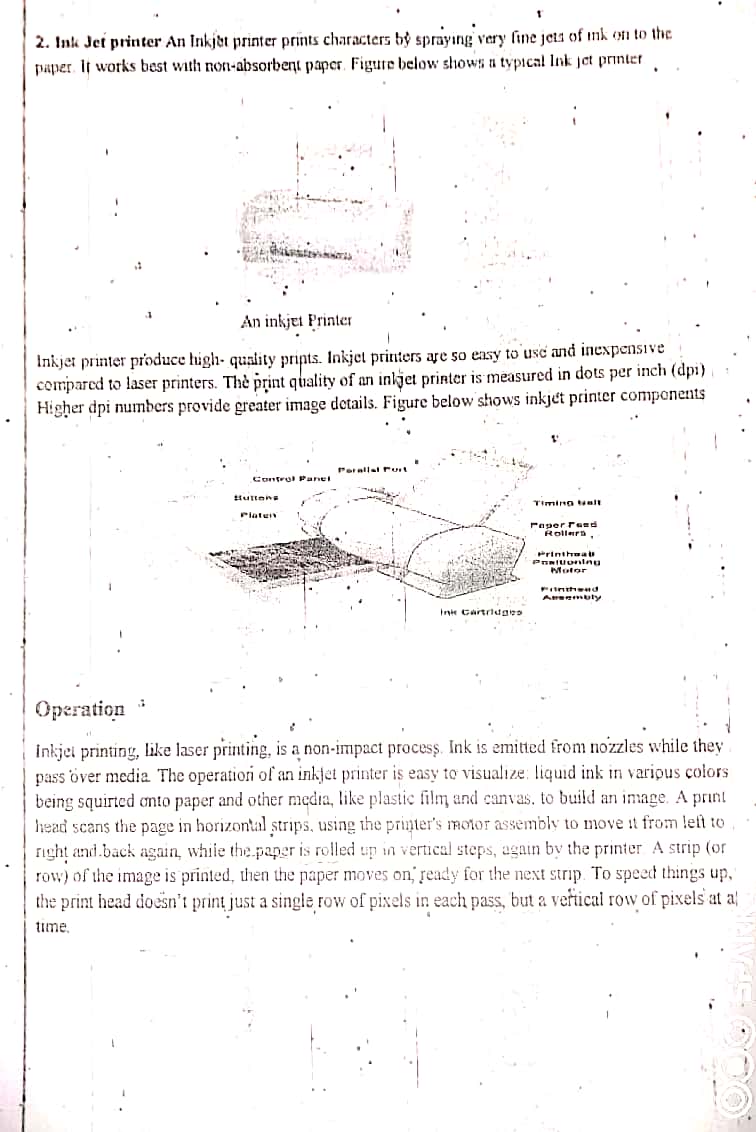 2. Ink Jet printer An Inkjet printer prints characters by spraying very fine jets of ink on to the
paper. It works best with non-absorbent paper. Figure below shows a typical Ink jet printer
An inkjet Printer
Inkjet printer produce high- quality prints. Inkjet printers are so easy to use and inexpensive
compared to laser printers. The print quality of an inkjet printer is measured in dots per inch (dpi)
Higher dpi numbers provide greater image details. Figure below shows inkjet printer components
Parallel Port
Control Panel
Buttons
Platen
Timing Belt
Paper Feed
Rollers
Printhead
Positioning
Motor
Printhead
Assembly
Ink Cartridges
Operation
Inkjet printing, like laser printing, is a non-impact process. Ink is emitted from nozzles while they
pass over media. The operation of an inkjet printer is easy to visualize: liquid ink in various colors
being squirted onto paper and other media, like plastic film and canvas, to build an image. A print
head scans the page in horizontal strips, using the printer's motor assembly to move it from left to
right and back again, while the paper is rolled up in vertical steps, again by the printer. A strip (or
row) of the image is printed, then the paper moves on, ready for the next strip. To speed things up,
the print head doesn't print just a single row of pixels in each pass, but a vertical row of pixels at a
time.